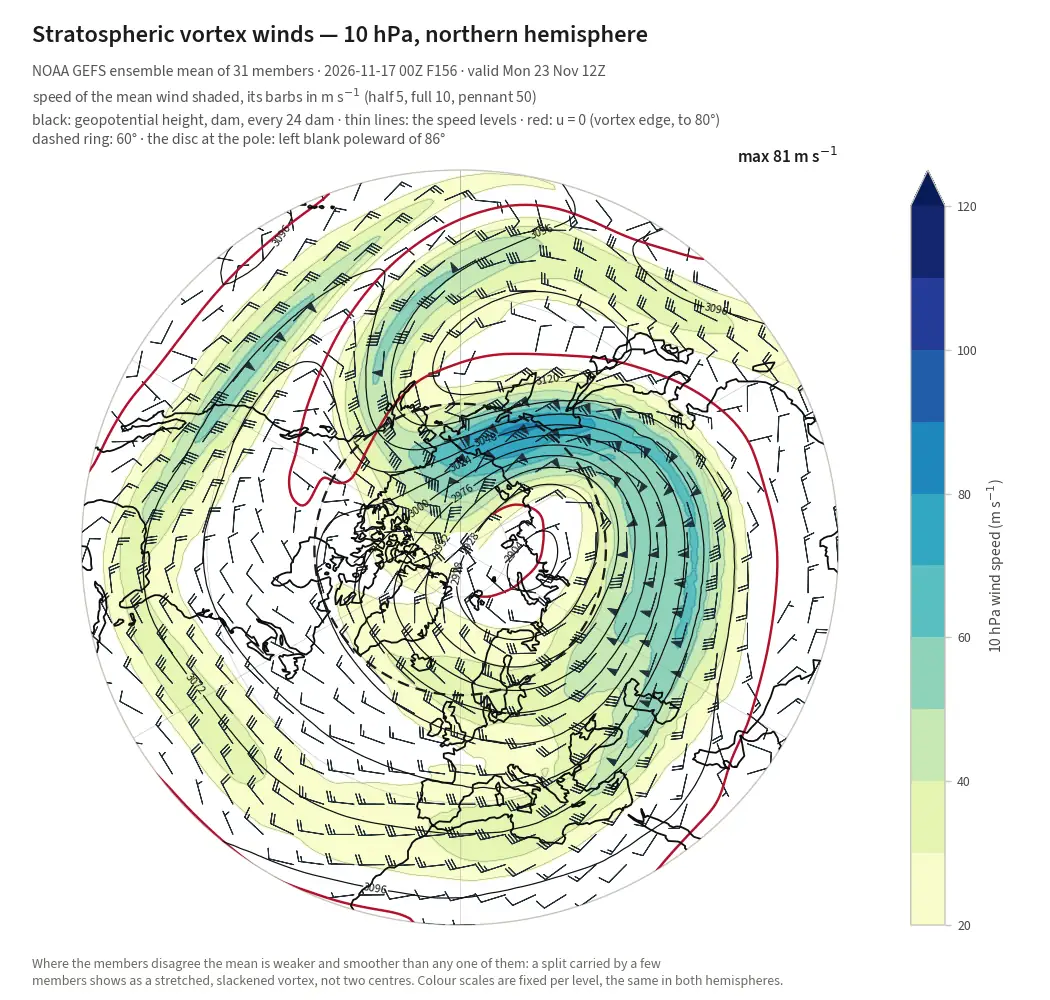 Stratospheric vortex winds — 10 hPa, northern hemisphere
NOAA GEFS ensemble mean of 31 members · 2026-11-17 00Z F156 · valid Mon 23 Nov 12Z
speed of the mean wind shaded, its barbs in m s⁻¹ (half 5, full 10, pennant 50)
black: geopotential height, dam, every 24 dam · thin lines: the speed levels · red: u = 0 (vortex edge, to 80°)
dashed ring: 60° · the disc at the pole: left blank poleward of 86°
max 81 m s⁻¹
120
100
80
60
40
20
10 hPa wind speed (m s⁻¹)
3096
3096
3096
3120
3048
3024
2976
3000
2952
2928
2904
3072
3096
Where the members disagree the mean is weaker and smoother than any one of them: a split carried by a few
members shows as a stretched, slackened vortex, not two centres. Colour scales are fixed per level, the same in both hemispheres.